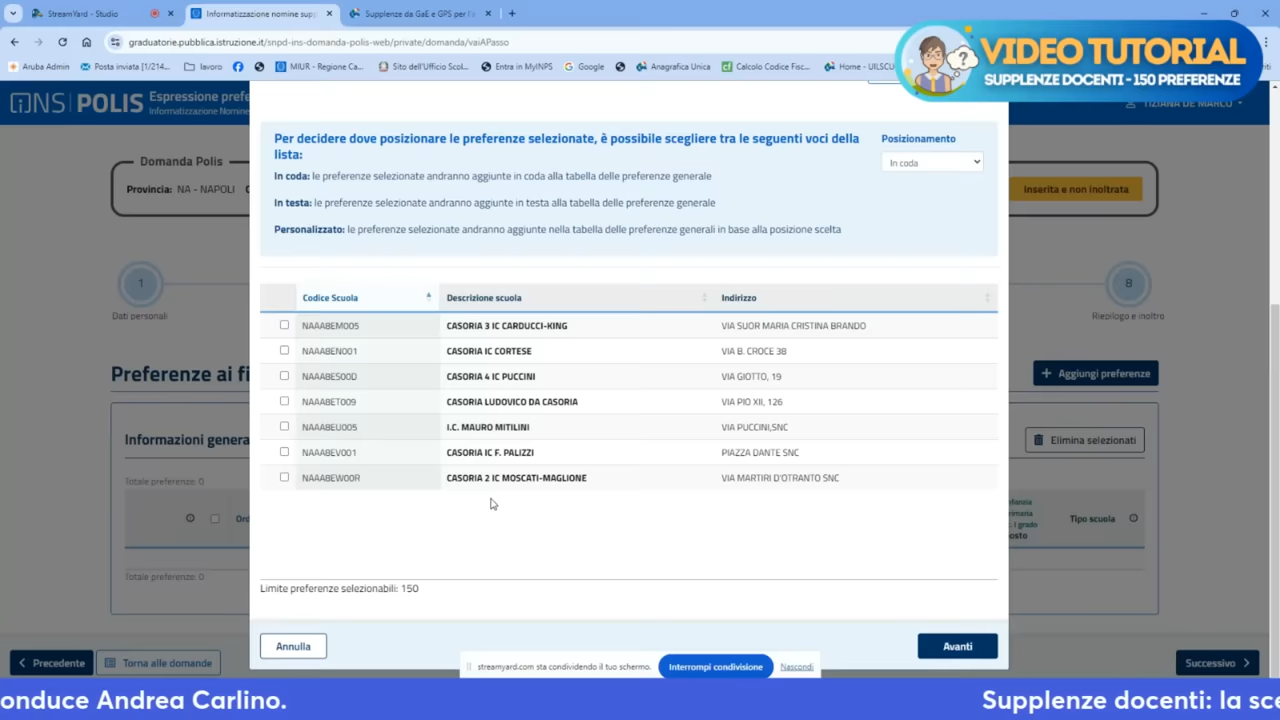 StreamYard - Studio
Informatizzazione nomine supp
Supplenze da GaE e GPS per l'a
graduatorie.pubblica.istruzione.it/snpd-ins-domanda-polis-web/private/domanda/vaiAPasso
Aruba Admin
Posta inviata [1/214...
lavoro
MIUR - Regione Ca...
Sito dell'Ufficio Scol...
Entra in MyINPS
Google
Anagrafica Unica
Calcolo Codice Fisc...
Home - UILSCU
VIDEO TUTORIAL
SUPPLENZE DOCENTI - 150 PREFERENZE
iNS POLIS
Espressione prefe
Informatizzazione Nomine
TIZIANA DE MARCO
Domanda Polis
Provincia: NA - NAPOLI
Inserita e non inoltrata
1
Dati personali
8
Riepilogo e inoltro
Per decidere dove posizionare le preferenze selezionate, è possibile scegliere tra le seguenti voci della
lista:
Posizionamento
In coda
In coda: le preferenze selezionate andranno aggiunte in coda alla tabella delle preferenze generale
In testa: le preferenze selezionate andranno aggiunte in testa alla tabella delle preferenze generale
Personalizzato: le preferenze selezionate andranno aggiunte nella tabella delle preferenze generali in base alla posizione scelta
Codice Scuola Descrizione scuola Indirizzo
NAAA8EM005 CASORIA 3 IC CARDUCCI-KING VIA SUOR MARIA CRISTINA BRANDO
NAAA8EN001 CASORIA IC CORTESE VIA B. CROCE 38
NAAA8ES00D CASORIA 4 IC PUCCINI VIA GIOTTO, 19
NAAA8ET009 CASORIA LUDOVICO DA CASORIA VIA PIO XII, 126
NAAA8EU005 I.C. MAURO MITILINI VIA PUCCINI,SNC
NAAA8EV001 CASORIA IC F. PALIZZI PIAZZA DANTE SNC
NAAA8EW00R CASORIA 2 IC MOSCATI-MAGLIONE VIA MARTIRI D'OTRANTO SNC
Limite preferenze selezionabili: 150
Annulla
Avanti
Preferenze ai fi
Aggiungi preferenze
Informazioni genera
Elimina selezionati
Totale preferenze: 0
Ord
Tipo scuola
Totale preferenze: 0
Precedente
Torna alle domande
Successivo
streamyard.com sta condividendo il tuo schermo.
Interrompi condivisione
Nascondi
onduce Andrea Carlino.
Supplenze docenti: la sce